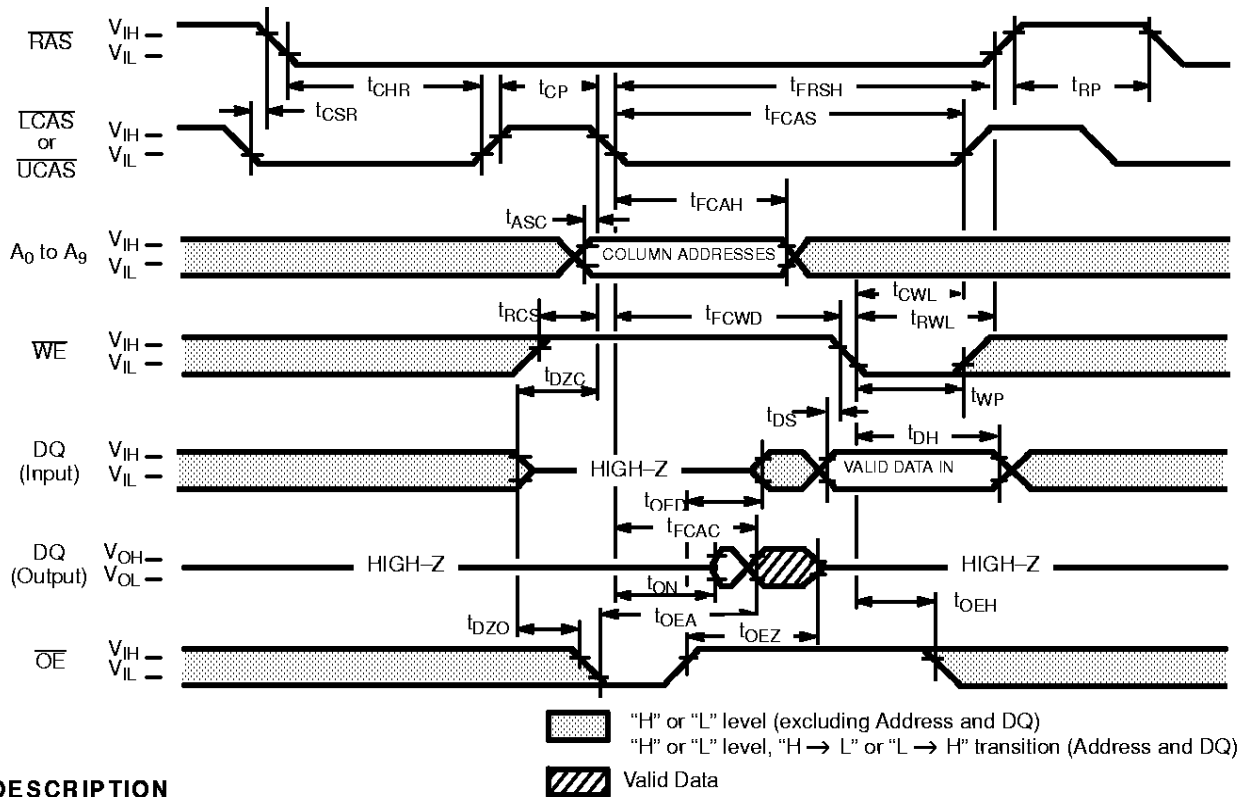 RAS
VIH
VIL
tCHR
tCP
tFRSH
tRP
tCSR
LCAS
or
UCAS
VIH
VIL
tFCAS
tFCAH
tASC
A0 to A9
VIH
VIL
COLUMN ADDRESSES
tCWL
tRCS
tFCWD
tRWL
WE
VIH
VIL
tDZC
tWP
tDS
tDH
DQ
(Input)
VIH
VIL
HIGH–Z
VALID DATA IN
tOED
tFCAC
DQ
(Output)
VOH
VOL
HIGH–Z
HIGH–Z
tON
tOEA
tOEH
tDZO
tOEZ
OE
VIH
VIL
“H” or “L” level (excluding Address and DQ)
“H” or “L” level, “H → L” or “L → H” transition (Address and DQ)
Valid Data
DESCRIPTION